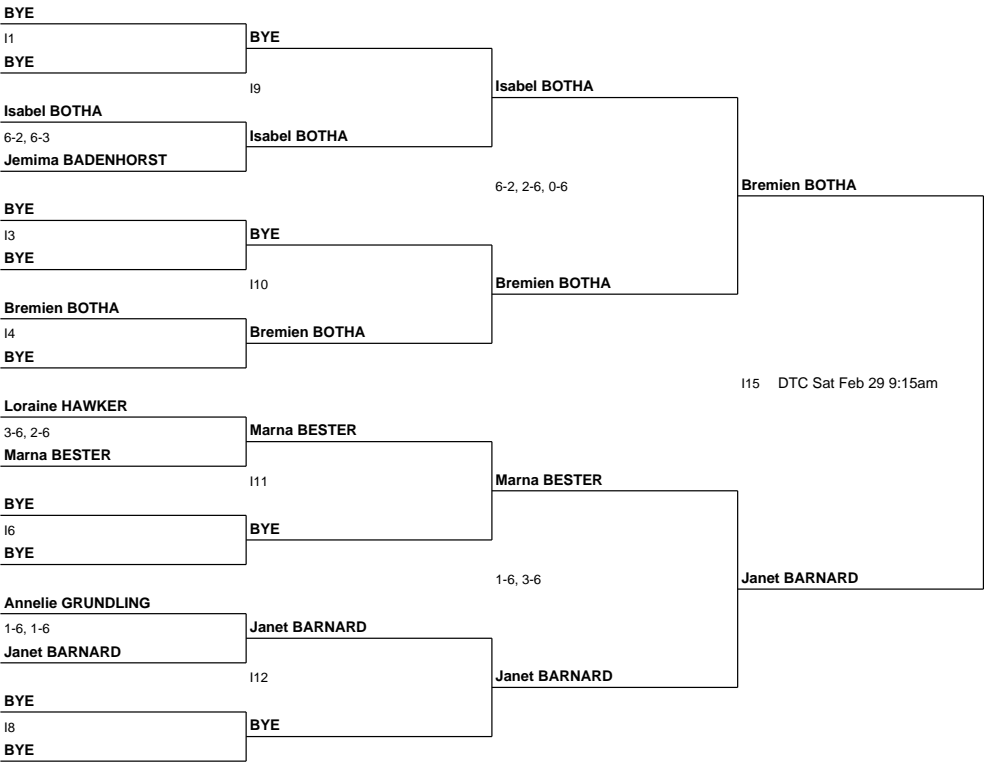 BYE
I1
BYE
BYE
I9
Isabel BOTHA
Isabel BOTHA
6-2, 6-3
Isabel BOTHA
Jemima BADENHORST
6-2, 2-6, 0-6
Bremien BOTHA
BYE
I3
BYE
BYE
I10
Bremien BOTHA
Bremien BOTHA
I4
Bremien BOTHA
BYE
I15 DTC Sat Feb 29 9:15am
Loraine HAWKER
3-6, 2-6
Marna BESTER
Marna BESTER
I11
Marna BESTER
BYE
I6
BYE
BYE
1-6, 3-6
Janet BARNARD
Annelie GRUNDLING
1-6, 1-6
Janet BARNARD
Janet BARNARD
I12
Janet BARNARD
BYE
I8
BYE
BYE